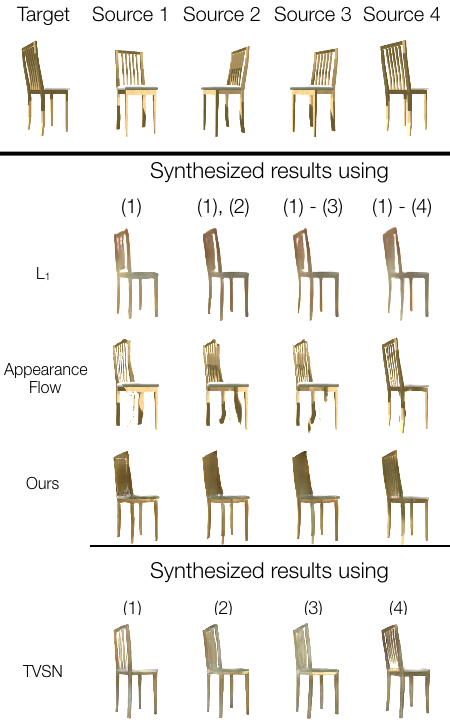 Target Source 1 Source 2 Source 3 Source 4
Synthesized results using
(1) (1), (2) (1) - (3) (1) - (4)
L1
Appearance
Flow
Ours
Synthesized results using
(1) (2) (3) (4)
TVSN